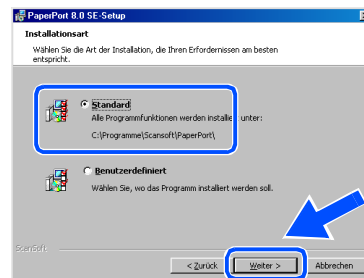 PaperPort 8.0 SE-Setup
Installationsart
Wählen Sie die Art der Installation, die Ihren Erfordernissen am besten
entspricht.
Standard
Alle Programmfunktionen werden installiert unter:
C:\Programme\Scansoft\PaperPort\
Benutzerdefiniert
Wählen Sie, wo das Programm installiert werden soll.
ScanSoft
< Zurück
Weiter >
Abbrechen